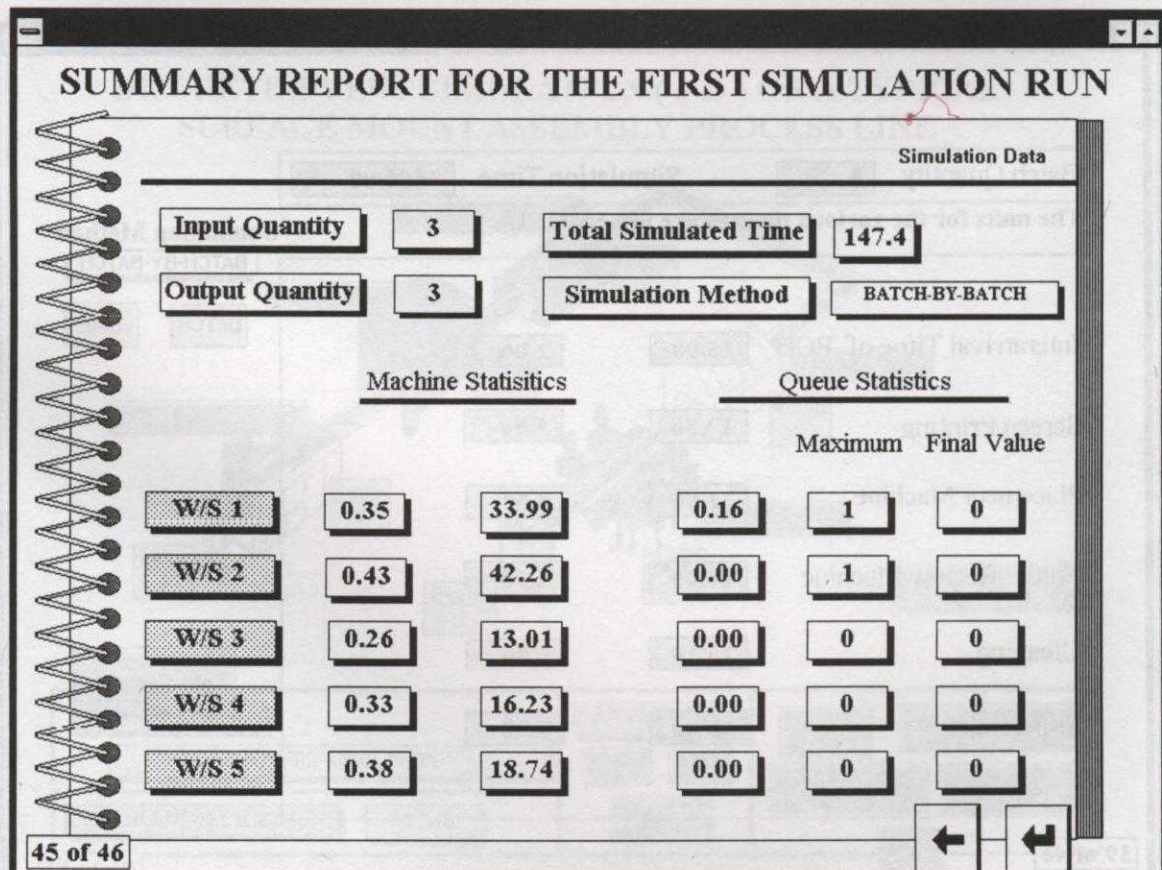 SUMMARY REPORT FOR THE FIRST SIMULATION RUN
Simulation Data
Input Quantity 3 Total Simulated Time 147.4
Output Quantity 3 Simulation Method BATCH-BY-BATCH
Machine Statisitics Queue Statistics
Maximum Final Value
W/S 1 0.35 33.99 0.16 1 0
W/S 2 0.43 42.26 0.00 1 0
W/S 3 0.26 13.01 0.00 0 0
W/S 4 0.33 16.23 0.00 0 0
W/S 5 0.38 18.74 0.00 0 0
45 of 46